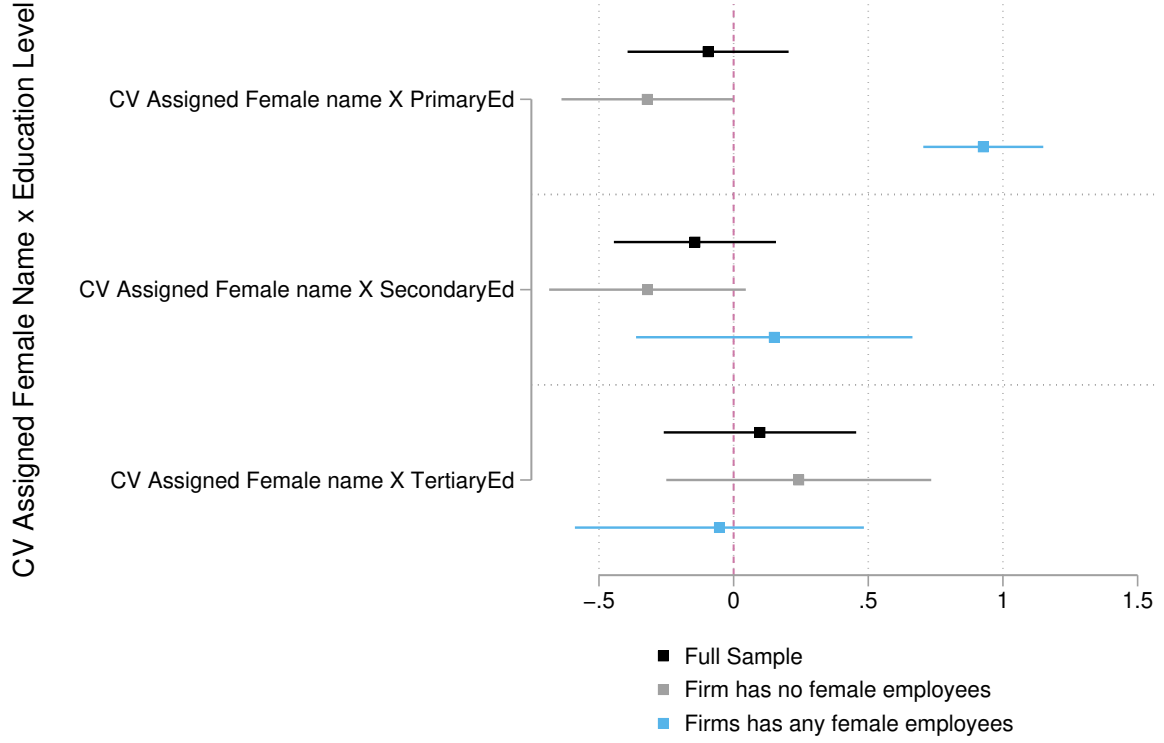 CV Assigned Female Name x Education Level
CV Assigned Female name X PrimaryEd
CV Assigned Female name X SecondaryEd
CV Assigned Female name X TertiaryEd
−.5 0 .5 1 1.5
Full Sample
Firm has no female employees
Firms has any female employees